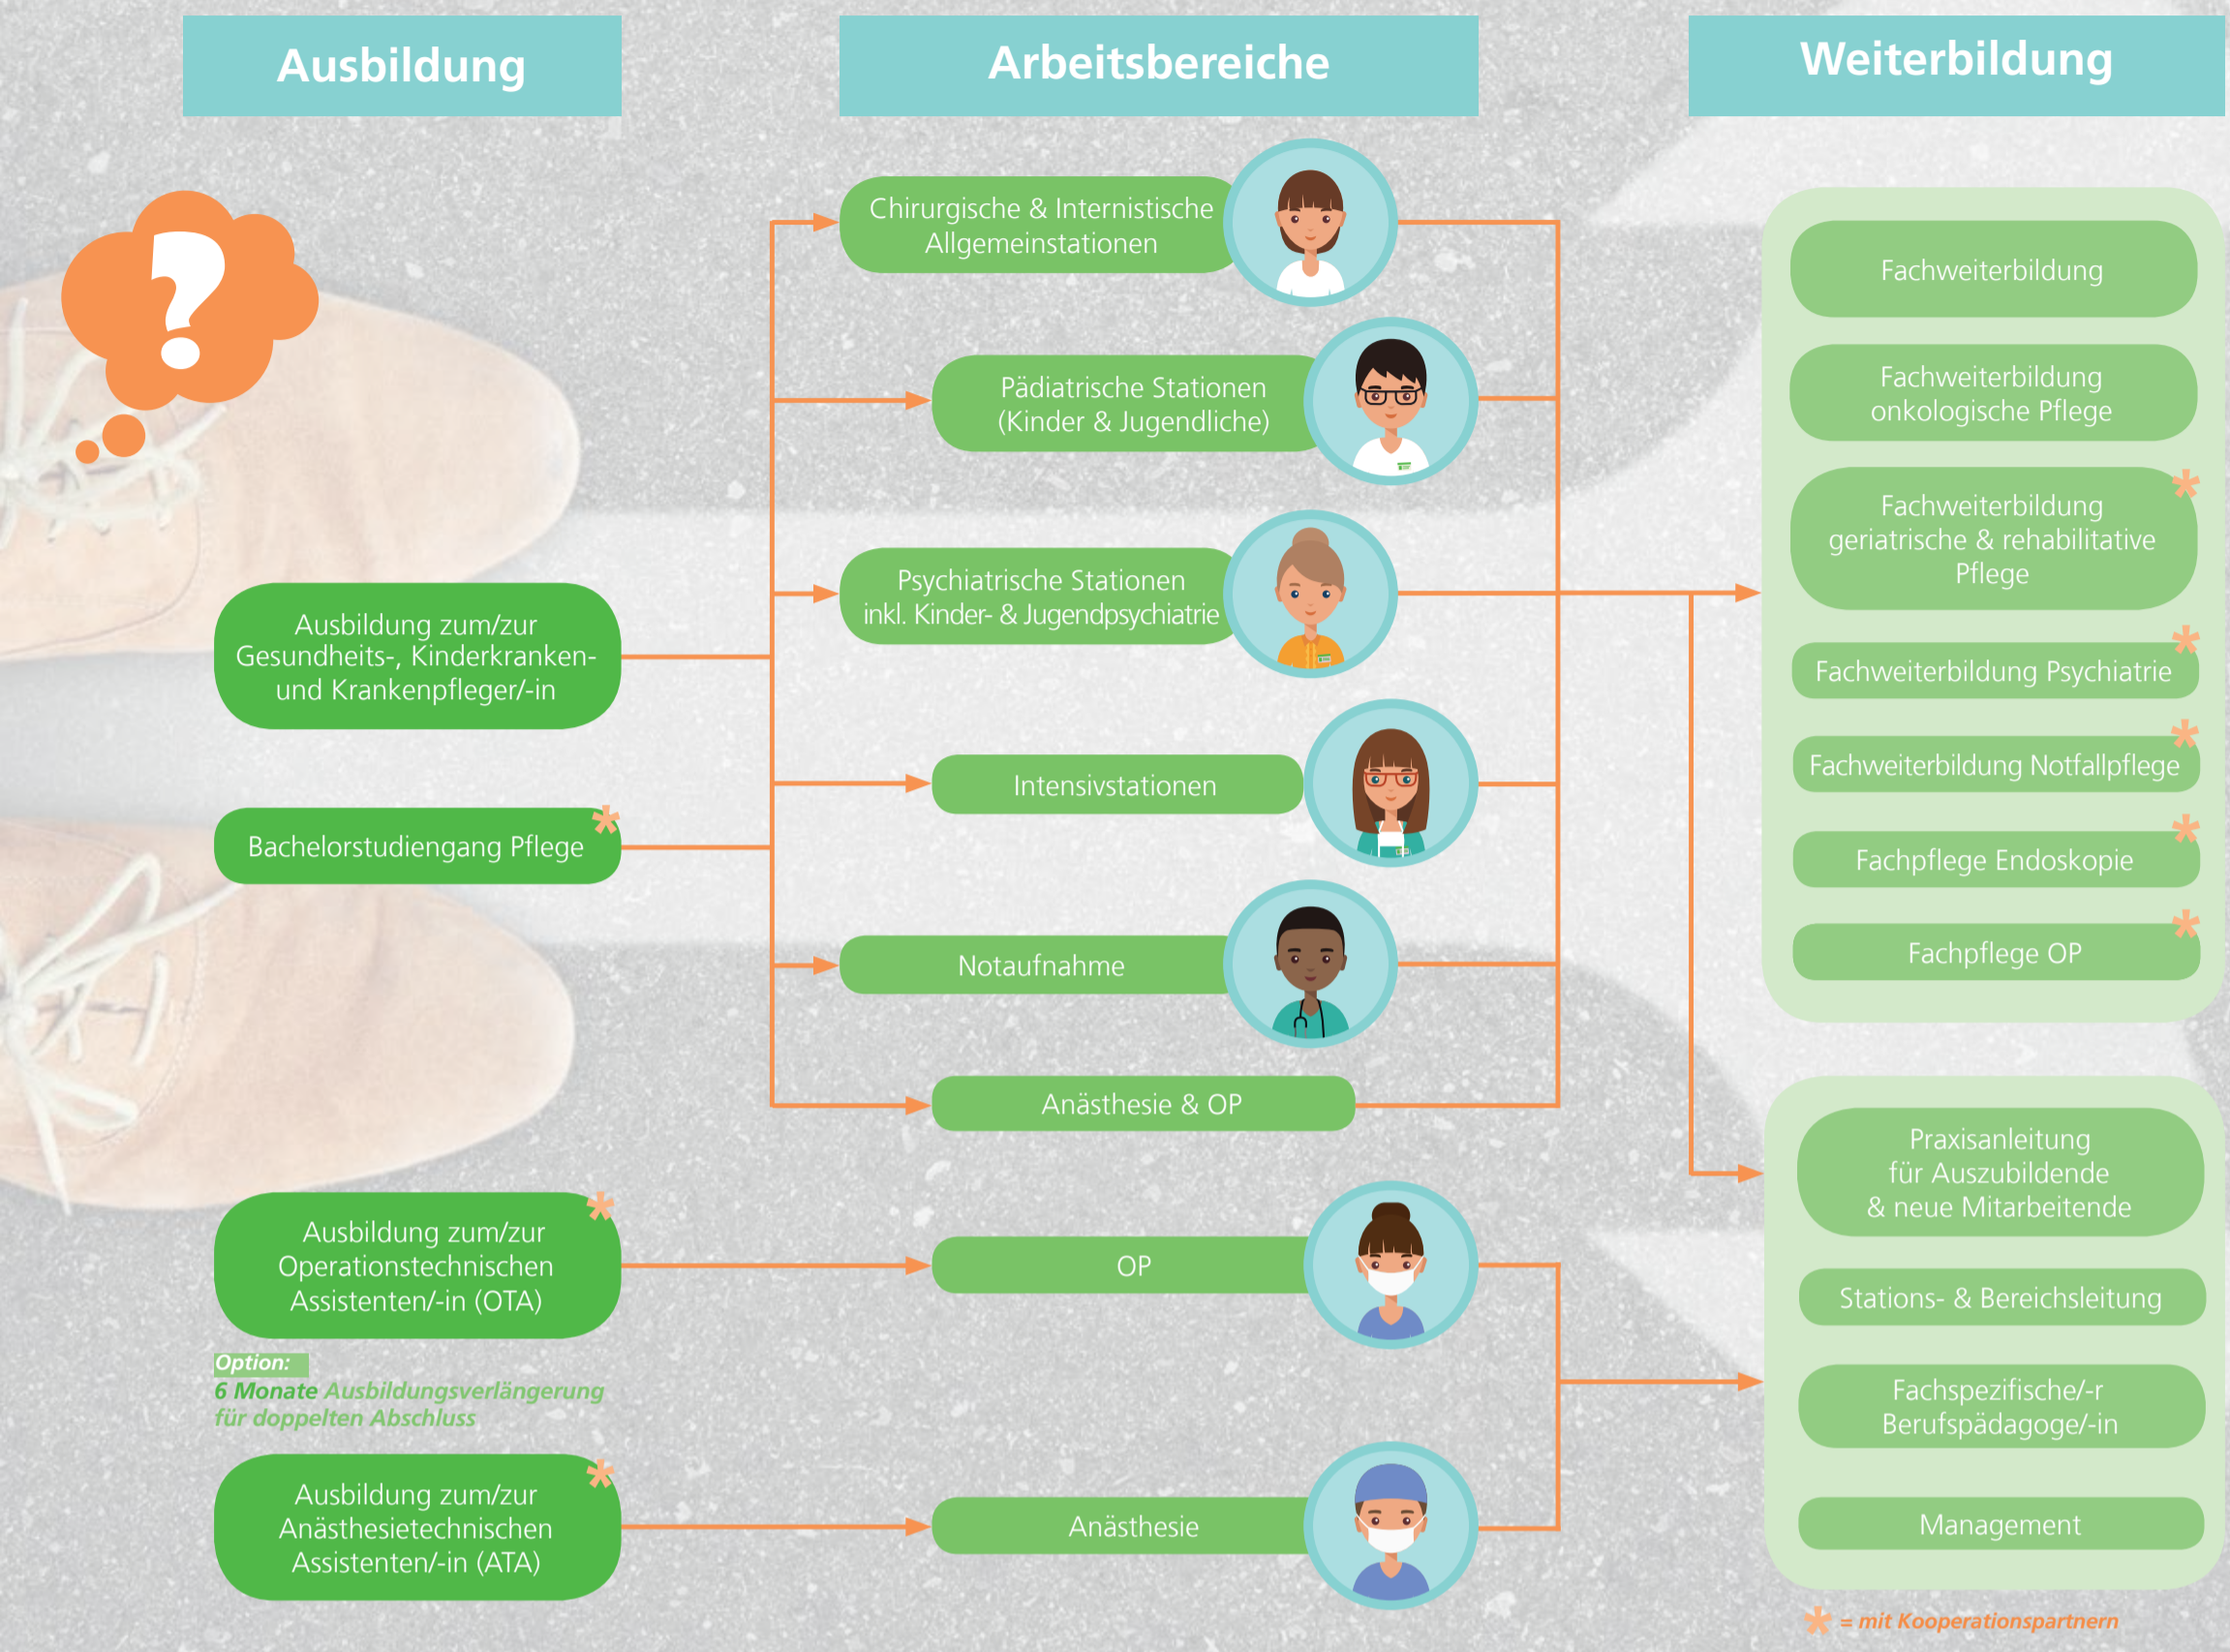 Ausbildung
Arbeitsbereiche
Weiterbildung
?
Ausbildung zum/zur
Gesundheits-, Kinderkranken-
und Krankenpfleger/-in
Bachelorstudiengang Pflege *
Ausbildung zum/zur *
Operationstechnischen
Assistenten/-in (OTA)
Option:
6 Monate Ausbildungsverlängerung
für doppelten Abschluss
Ausbildung zum/zur *
Anästhesietechnischen
Assistenten/-in (ATA)
Chirurgische & Internistische
Allgemeinstationen
Pädiatrische Stationen
(Kinder & Jugendliche)
Psychiatrische Stationen
inkl. Kinder- & Jugendpsychiatrie
Intensivstationen
Notaufnahme
Anästhesie & OP
OP
Anästhesie
Fachweiterbildung
Fachweiterbildung
onkologische Pflege
Fachweiterbildung *
geriatrische & rehabilitative
Pflege
Fachweiterbildung Psychiatrie *
Fachweiterbildung Notfallpflege *
Fachpflege Endoskopie *
Fachpflege OP *
Praxisanleitung
für Auszubildende
& neue Mitarbeitende
Stations- & Bereichsleitung
Fachspezifische/-r
Berufspädagoge/-in
Management
* = mit Kooperationspartnern